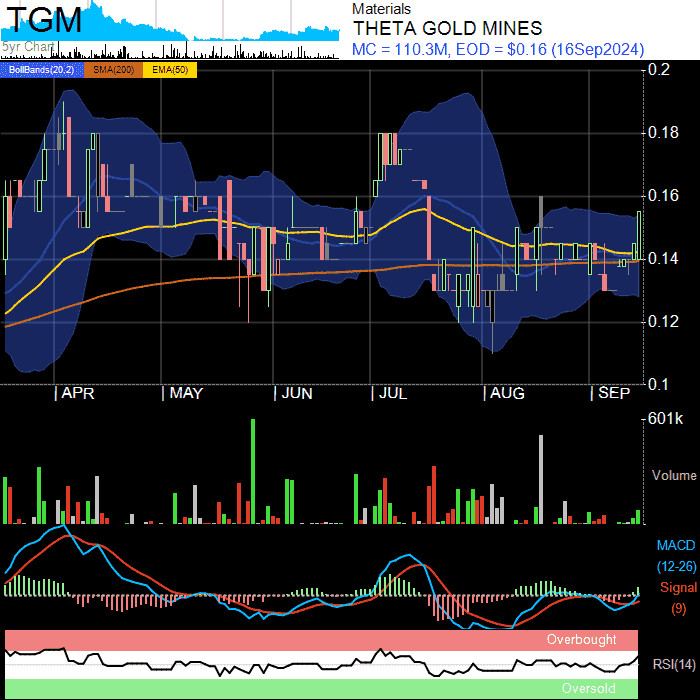 TGM
5yr Chart
Materials
THETA GOLD MINES
MC = 110.3M, EOD = $0.16 (16Sep2024)
BollBands(20,2) SMA(200) EMA(50)
0.2
0.18
0.16
0.14
0.12
0.1
| APR | MAY | JUN | JUL | AUG | SEP
601k
Volume
MACD
(12-26)
Signal
(9)
Overbought
RSI(14)
Oversold